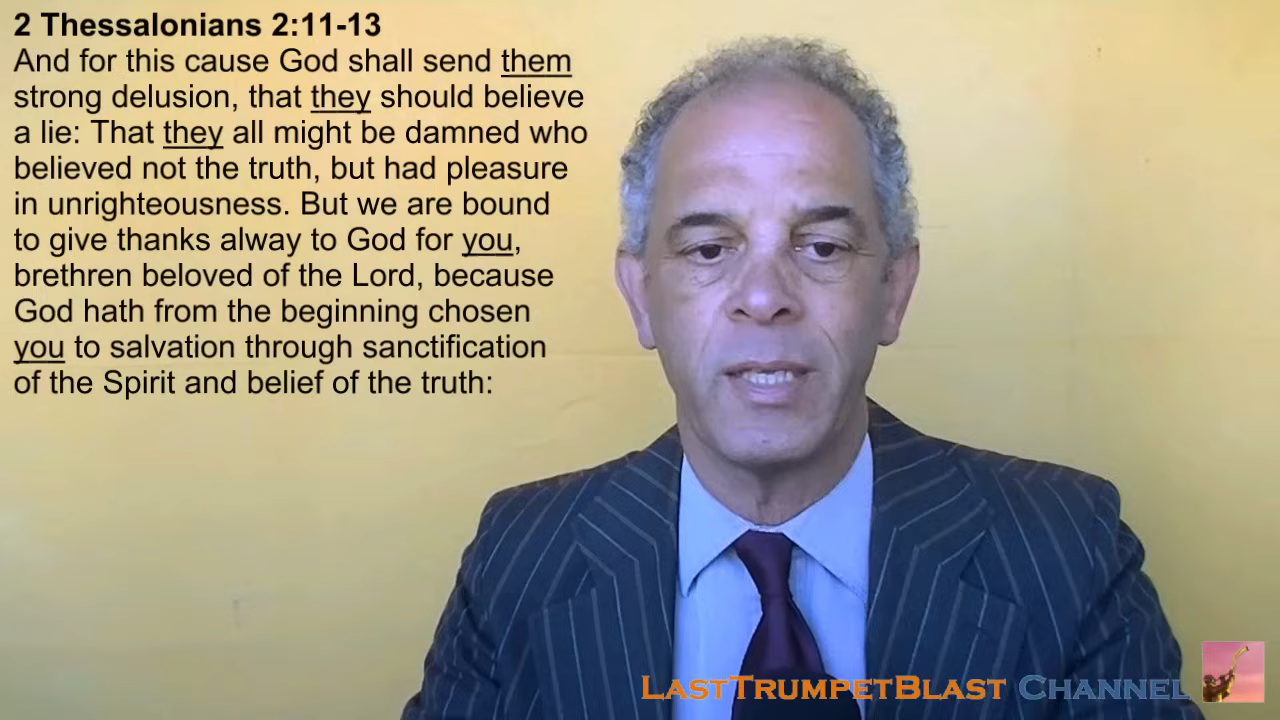 2 Thessalonians 2:11-13
And for this cause God shall send them
strong delusion, that they should believe
a lie: That they all might be damned who
believed not the truth, but had pleasure
in unrighteousness. But we are bound
to give thanks alway to God for you,
brethren beloved of the Lord, because
God hath from the beginning chosen
you to salvation through sanctification
of the Spirit and belief of the truth:
LASTTRUMPETBLAST CHANNEL